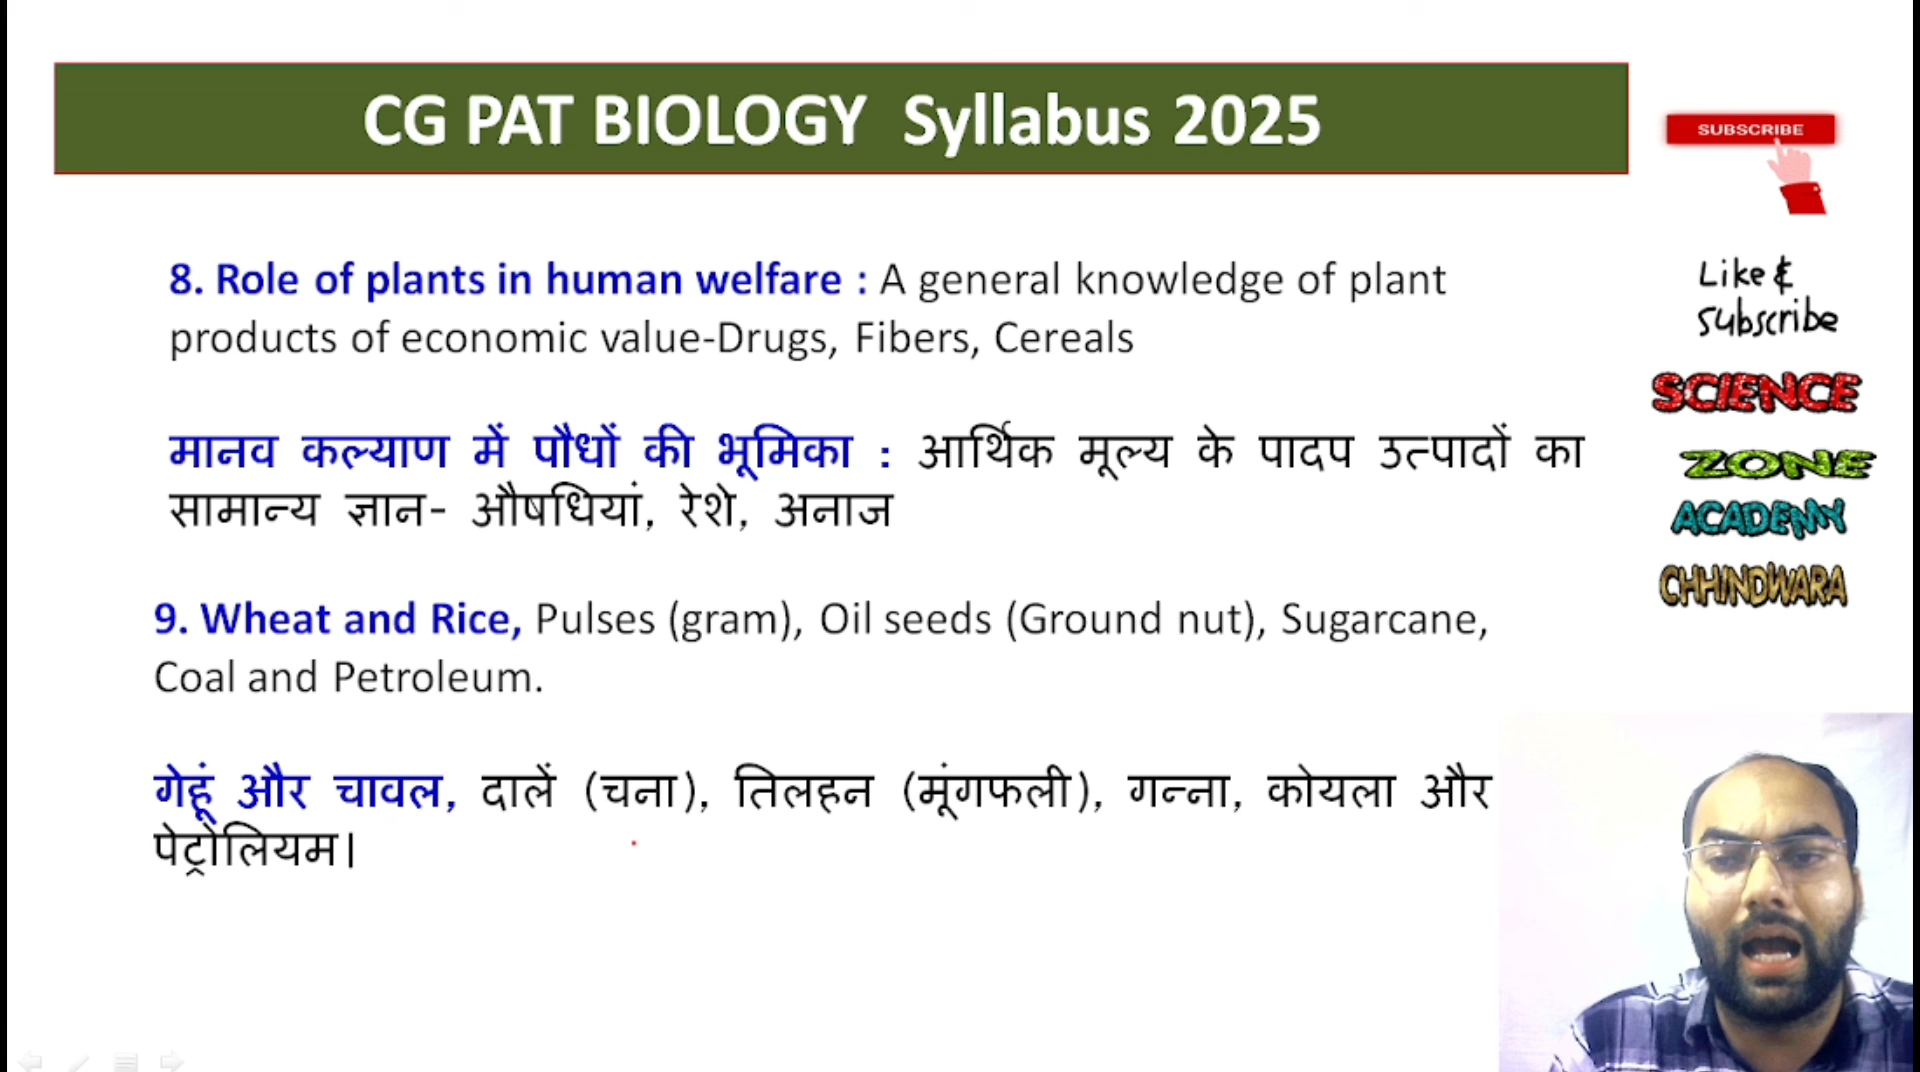 CG PAT BIOLOGY Syllabus 2025
SUBSCRIBE
8. Role of plants in human welfare : A general knowledge of plant
products of economic value-Drugs, Fibers, Cereals
मानव कल्याण में पौधों की भूमिका : आर्थिक मूल्य के पादप उत्पादों का
सामान्य ज्ञान- औषधियां, रेशे, अनाज
9. Wheat and Rice, Pulses (gram), Oil seeds (Ground nut), Sugarcane,
Coal and Petroleum.
गेहूं और चावल, दालें (चना), तिलहन (मूंगफली), गन्ना, कोयला और
पेट्रोलियम।
Like &
Subscribe
SCIENCE
ZONE
ACADEMY
CHHINDWARA